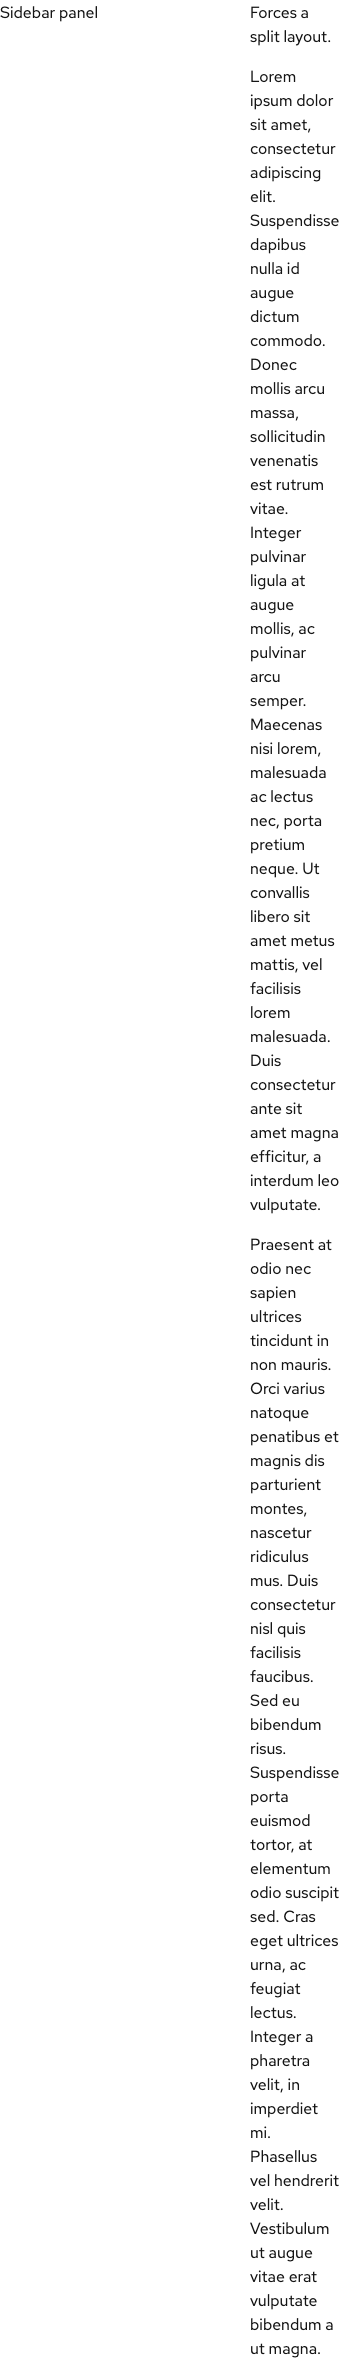 Sidebar panel
Forces a
split layout.
Lorem
ipsum dolor
sit amet,
consectetur
adipiscing
elit.
Suspendisse
dapibus
nulla id
augue
dictum
commodo.
Donec
mollis arcu
massa,
sollicitudin
venenatis
est rutrum
vitae.
Integer
pulvinar
ligula at
augue
mollis, ac
pulvinar
arcu
semper.
Maecenas
nisi lorem,
malesuada
ac lectus
nec, porta
pretium
neque. Ut
convallis
libero sit
amet metus
mattis, vel
facilisis
lorem
malesuada.
Duis
consectetur
ante sit
amet magna
efficitur, a
interdum leo
vulputate.
Praesent at
odio nec
sapien
ultrices
tincidunt in
non mauris.
Orci varius
natoque
penatibus et
magnis dis
parturient
montes,
nascetur
ridiculus
mus. Duis
consectetur
nisl quis
facilisis
faucibus.
Sed eu
bibendum
risus.
Suspendisse
porta
euismod
tortor, at
elementum
odio suscipit
sed. Cras
eget ultrices
urna, ac
feugiat
lectus.
Integer a
pharetra
velit, in
imperdiet
mi.
Phasellus
vel hendrerit
velit.
Vestibulum
ut augue
vitae erat
vulputate
bibendum a
ut magna.